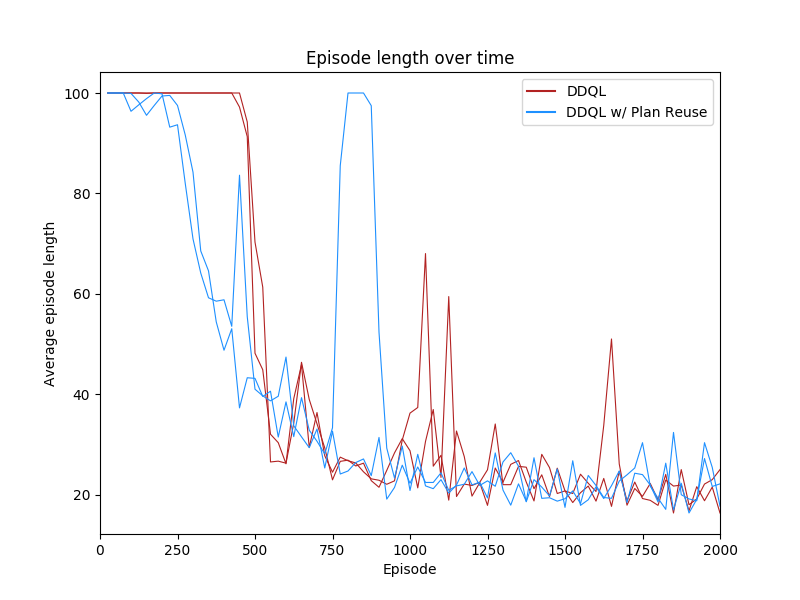 Episode length over time
DDQL
DDQL w/ Plan Reuse
Average episode length
100
80
60
40
20
0 250 500 750 1000 1250 1500 1750 2000
Episode